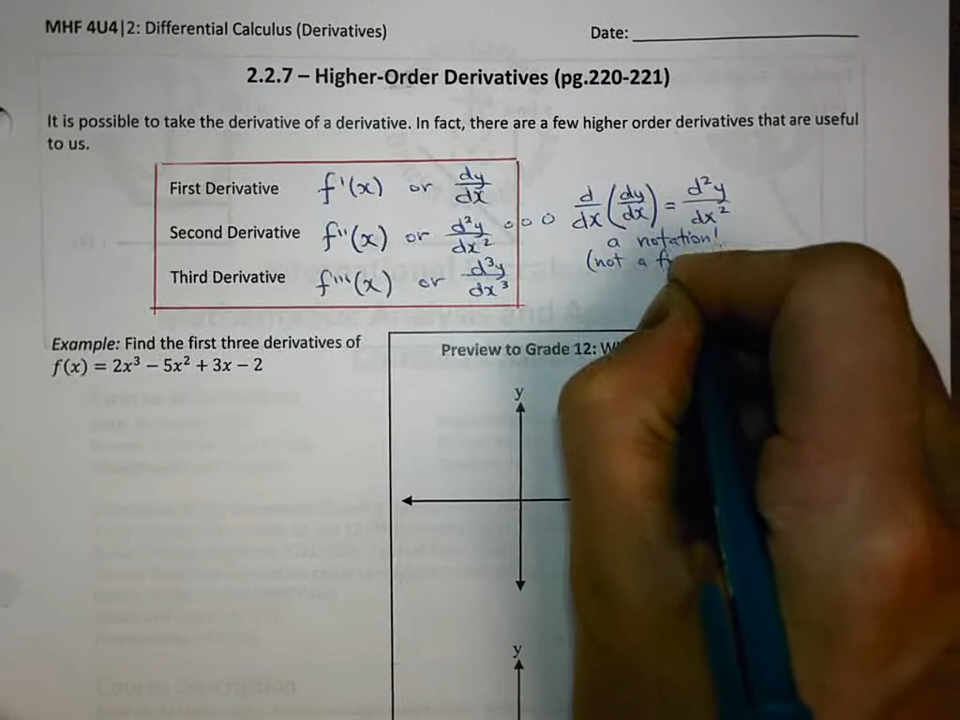 MHF 4U4|2: Differential Calculus (Derivatives) Date:
2.2.7 – Higher-Order Derivatives (pg.220-221)
It is possible to take the derivative of a derivative. In fact, there are a few higher order derivatives that are useful
to us.
First Derivative f'(x) or dy/dx
Second Derivative f''(x) or d²y/dx²
Third Derivative f'''(x) or d³y/dx³
d/dx (dy/dx) = d²y/dx²
a notation!
(not a
Example: Find the first three derivatives of
f(x) = 2x³ – 5x² + 3x – 2
Preview to Grade 12:
y
y